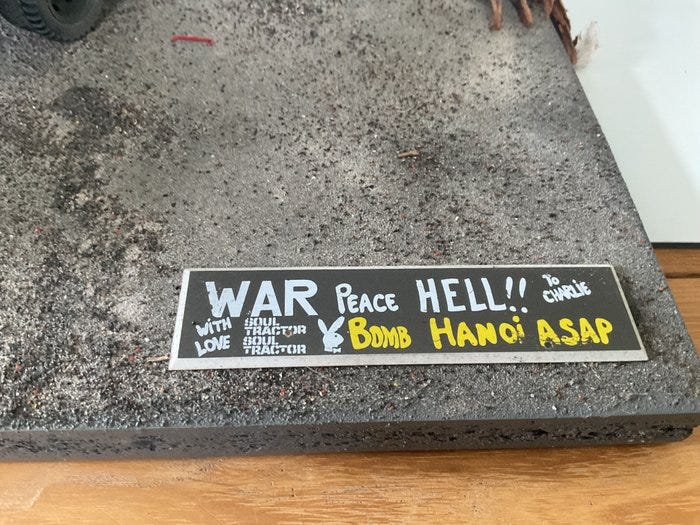 WAR PEACE HELL!! To CHARLiE
WiTH LOVE SOUL TRACTOR SOUL TRACTOR BOMB HANOi ASAP